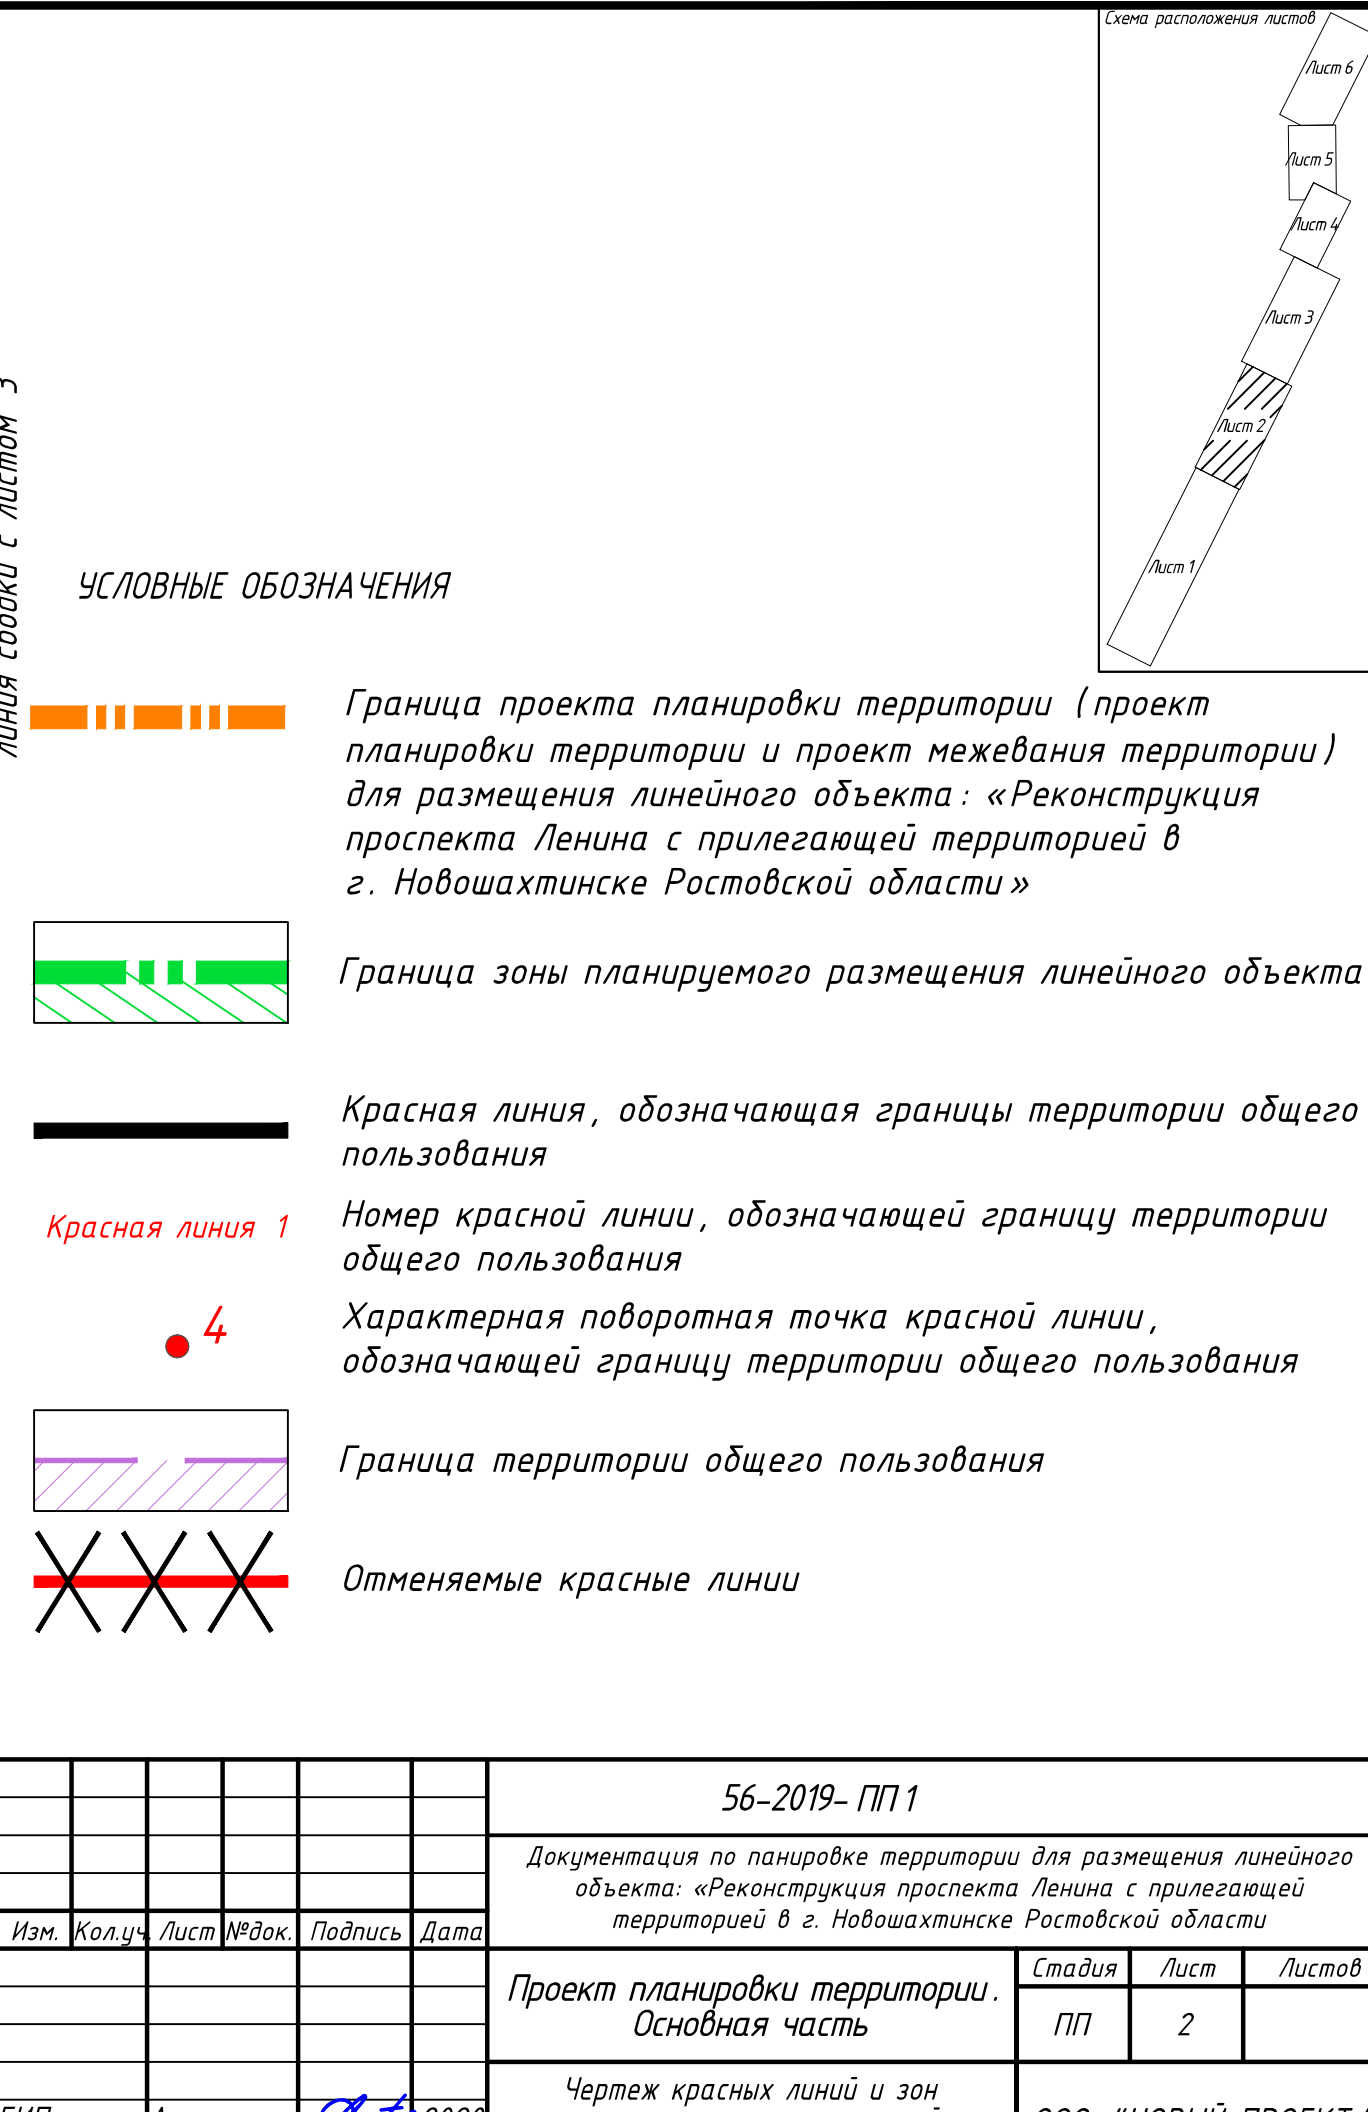 Схема расположения листов
Лист 6
Лист 5
Лист 4
Лист 3
Лист 2
Лист 1
линия сводки с листом 3
УСЛОВНЫЕ ОБОЗНАЧЕНИЯ
Граница проекта планировки территории (проект
планировки территории и проект межевания территории)
для размещения линейного объекта: «Реконструкция
проспекта Ленина с прилегающей территорией в
г. Новошахтинске Ростовской области»
Граница зоны планируемого размещения линейного объекта
Красная линия, обозначающая границы территории общего
пользования
Красная линия 1
Номер красной линии, обозначающей границу территории
общего пользования
4
Характерная поворотная точка красной линии,
обозначающей границу территории общего пользования
Граница территории общего пользования
Отменяемые красные линии
56-2019- ПП 1
Документация по панировке территории для размещения линейного
объекта: «Реконструкция проспекта Ленина с прилегающей
территорией в г. Новошахтинске Ростовской области
Изм. Кол.уч. Лист №док. Подпись Дата
Проект планировки территории.
Основная часть
Стадия Лист Листов
ПП 2
Чертеж красных линий и зон